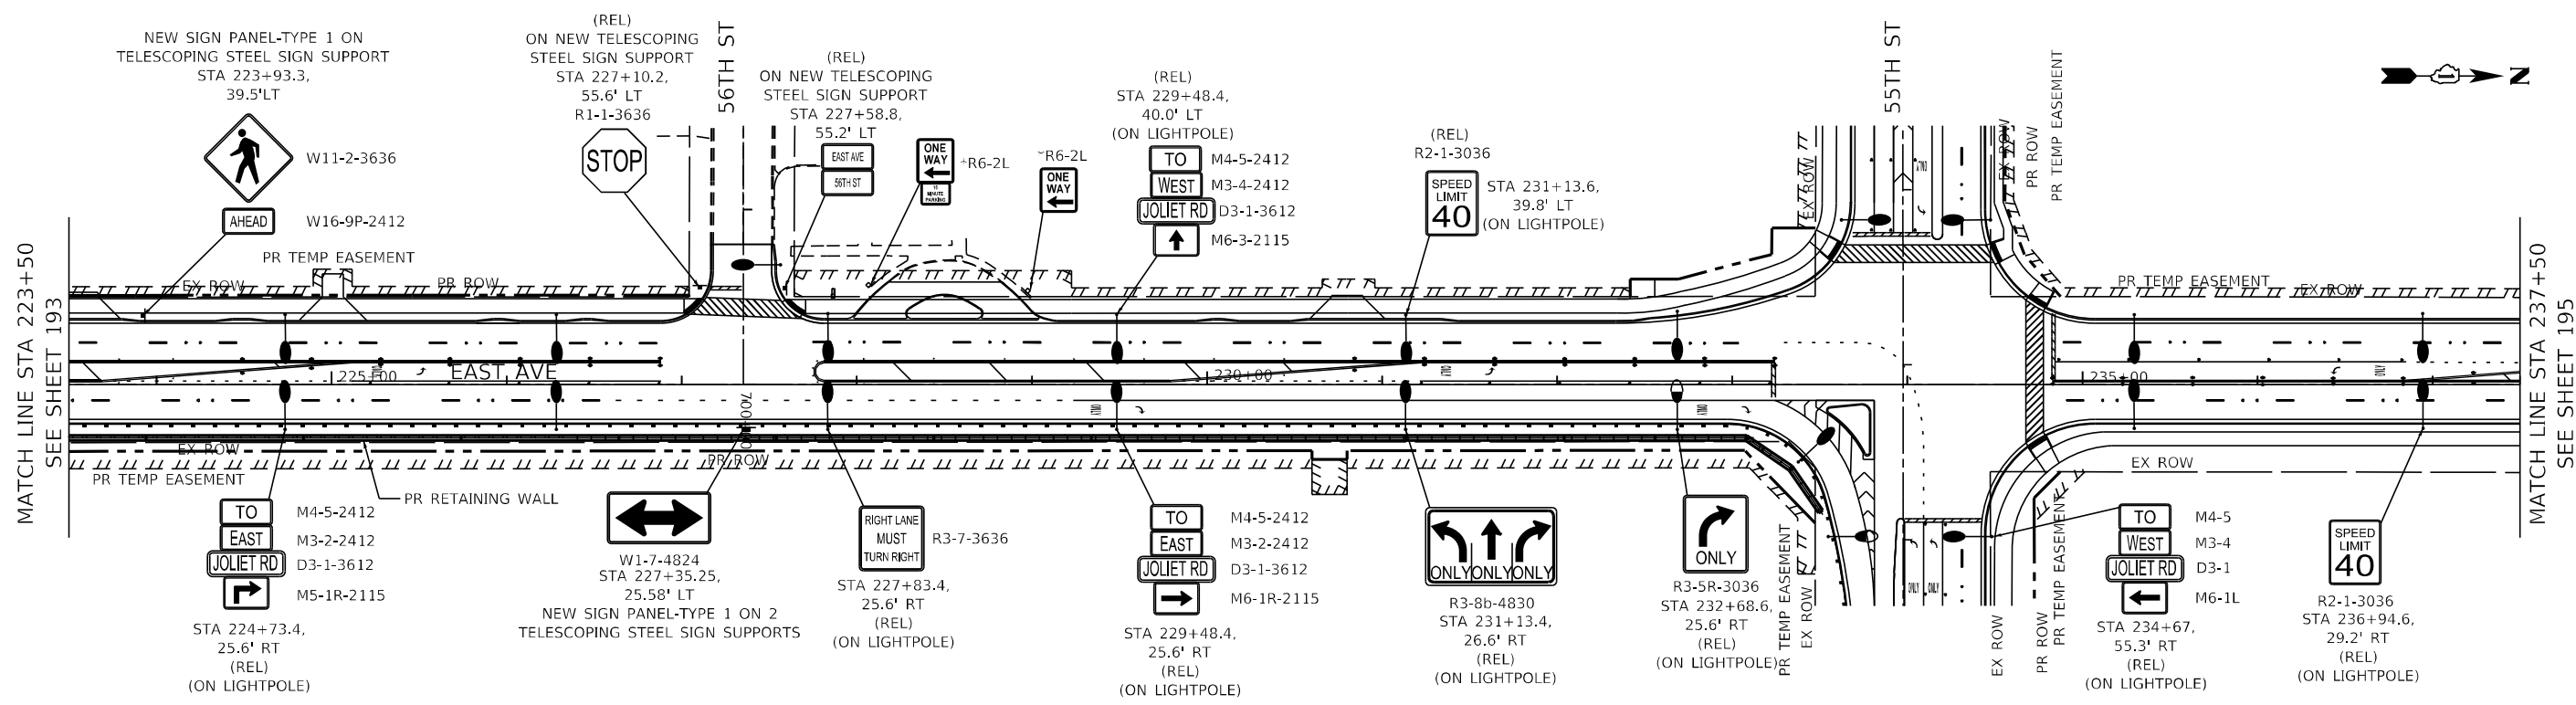 NEW SIGN PANEL-TYPE 1 ON
TELESCOPING STEEL SIGN SUPPORT
STA 223+93.3,
39.5'LT
W11-2-3636
AHEAD
W16-9P-2412
(REL)
ON NEW TELESCOPING
STEEL SIGN SUPPORT
STA 227+10.2,
55.6' LT
R1-1-3636
STOP
56TH ST
(REL)
ON NEW TELESCOPING
STEEL SIGN SUPPORT
STA 227+58.8,
55.2' LT
EAST AVE
56TH ST
ONE
WAY
MINUTE
PARKING
*R6-2L
ONE
WAY
*R6-2L
(REL)
STA 229+48.4,
40.0' LT
(ON LIGHTPOLE)
TO M4-5-2412
WEST M3-4-2412
JOLIET RD D3-1-3612
M6-3-2115
(REL)
R2-1-3036
SPEED
LIMIT
40
STA 231+13.6,
39.8' LT
(ON LIGHTPOLE)
55TH ST
EX ROW
EX ROW
PR ROW
PR TEMP EASEMENT
N
MATCH LINE STA 223+50
SEE SHEET 193
PR TEMP EASEMENT
EX ROW
PR ROW
PR TEMP EASEMENT
EX ROW
225+00
EAST AVE
ONLY
700+00
230+00
ONLY
ONLY
ONLY
ONLY
235+00
ONLY
EX ROW
PR ROW
PR TEMP EASEMENT
PR RETAINING WALL
EX ROW
MATCH LINE STA 237+50
SEE SHEET 195
TO M4-5-2412
EAST M3-2-2412
JOLIET RD D3-1-3612
M5-1R-2115
STA 224+73.4,
25.6' RT
(REL)
(ON LIGHTPOLE)
W1-7-4824
STA 227+35.25,
25.58' LT
NEW SIGN PANEL-TYPE 1 ON 2
TELESCOPING STEEL SIGN SUPPORTS
RIGHT LANE
MUST
TURN RIGHT
R3-7-3636
STA 227+83.4,
25.6' RT
(REL)
(ON LIGHTPOLE)
TO M4-5-2412
EAST M3-2-2412
JOLIET RD D3-1-3612
M6-1R-2115
STA 229+48.4,
25.6' RT
(REL)
(ON LIGHTPOLE)
ONLY ONLY ONLY
R3-8b-4830
STA 231+13.4,
26.6' RT
(REL)
(ON LIGHTPOLE)
ONLY
R3-5R-3036
STA 232+68.6,
25.6' RT
(REL)
(ON LIGHTPOLE)
PR TEMP EASEMENT
EX ROW
ONLY
ONLY
EX ROW
PR ROW
PR TEMP EASEMENT
TO M4-5
WEST M3-4
JOLIET RD D3-1
M6-1L
STA 234+67,
55.3' RT
(REL)
(ON LIGHTPOLE)
SPEED
LIMIT
40
R2-1-3036
STA 236+94.6,
29.2' RT
(REL)
(ON LIGHTPOLE)